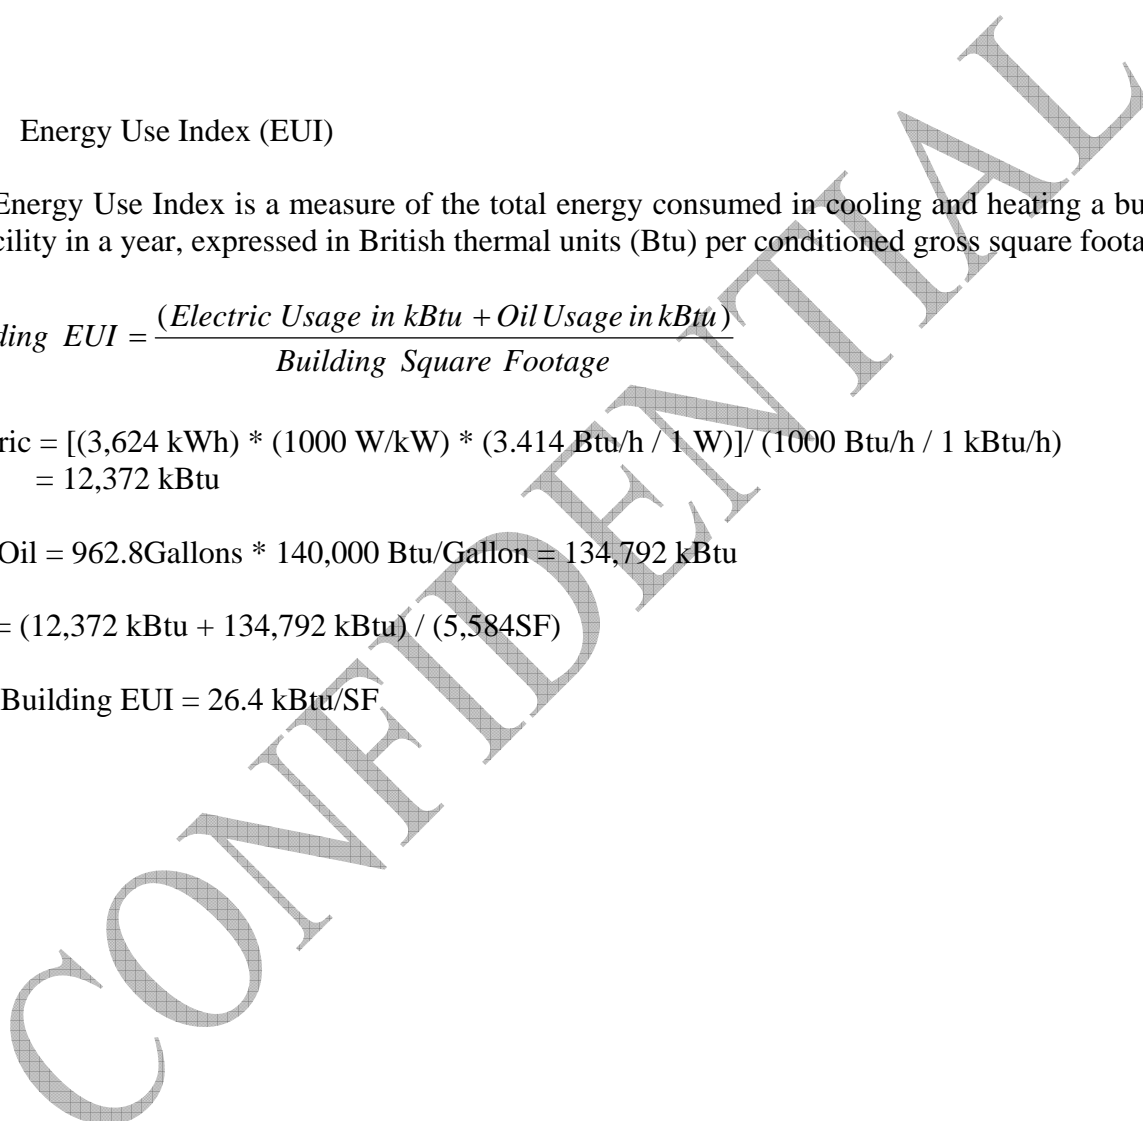 Energy Use Index (EUI)
Energy Use Index is a measure of the total energy consumed in cooling and heating a bu
cility in a year, expressed in British thermal units (Btu) per conditioned gross square foota
ding EUI = (Electric Usage in kBtu + Oil Usage in kBtu) / Building Square Footage
ric = [(3,624 kWh) * (1000 W/kW) * (3.414 Btu/h / 1 W)]/ (1000 Btu/h / 1 kBtu/h)
= 12,372 kBtu
Oil = 962.8Gallons * 140,000 Btu/Gallon = 134,792 kBtu
= (12,372 kBtu + 134,792 kBtu) / (5,584SF)
Building EUI = 26.4 kBtu/SF
CONFIDENTIAL